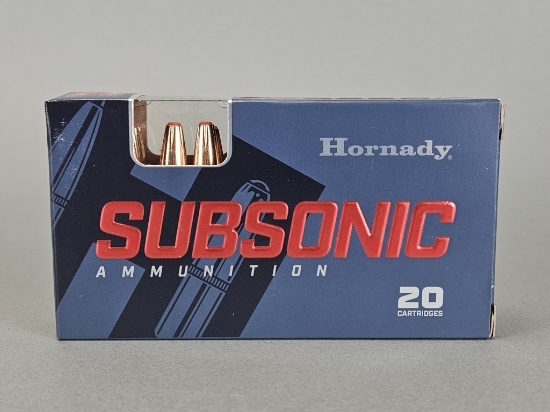 Hornady®
SUBSONIC
AMMUNITION
20
CARTRIDGES